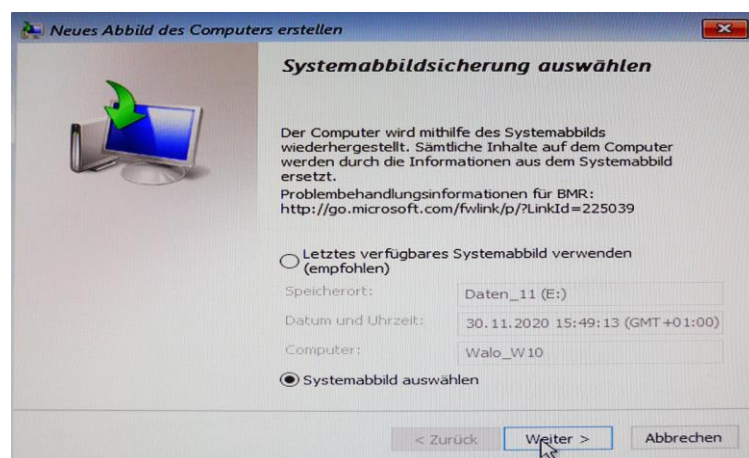 Neues Abbild des Computers erstellen
Systemabbildsicherung auswählen
Der Computer wird mithilfe des Systemabbilds
wiederhergestellt. Sämtliche Inhalte auf dem Computer
werden durch die Informationen aus dem Systemabbild
ersetzt.
Problembehandlungsinformationen für BMR:
http://go.microsoft.com/fwlink/p/?LinkId=225039
Letztes verfügbares Systemabbild verwenden
(empfohlen)
Speicherort: Daten_11 (E:)
Datum und Uhrzeit: 30.11.2020 15:49:13 (GMT+01:00)
Computer: Walo_W10
Systemabbild auswählen
< Zurück Weiter > Abbrechen